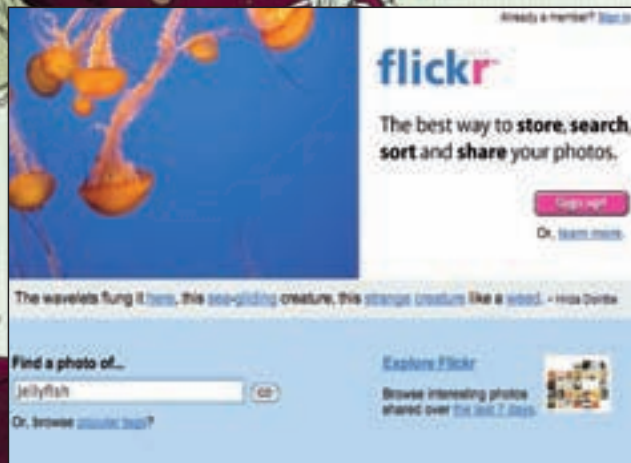 Already a member? Sign in
flickr
The best way to store, search,
sort and share your photos.
Sign up!
Or, learn more.
The wavelets flung it here, this sea-gliding creature, this strange creature like a weed. - Hilda Doolittle
Find a photo of...
jellyfish
GO
Or, browse popular tags?
Explore Flickr
Browse interesting photos
shared over the last 7 days.